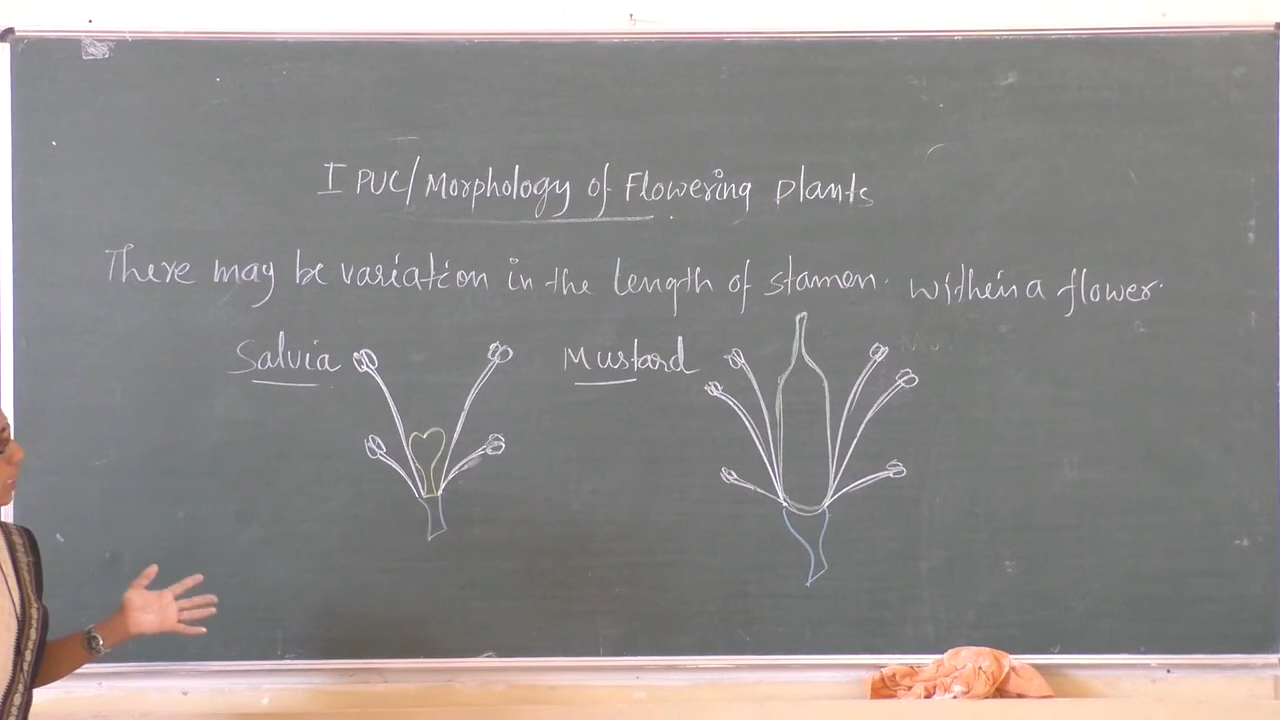 I PUC/Morphology of Flowering Plants
There may be variation in the length of stamen. within a flower.
Salvia Mustard